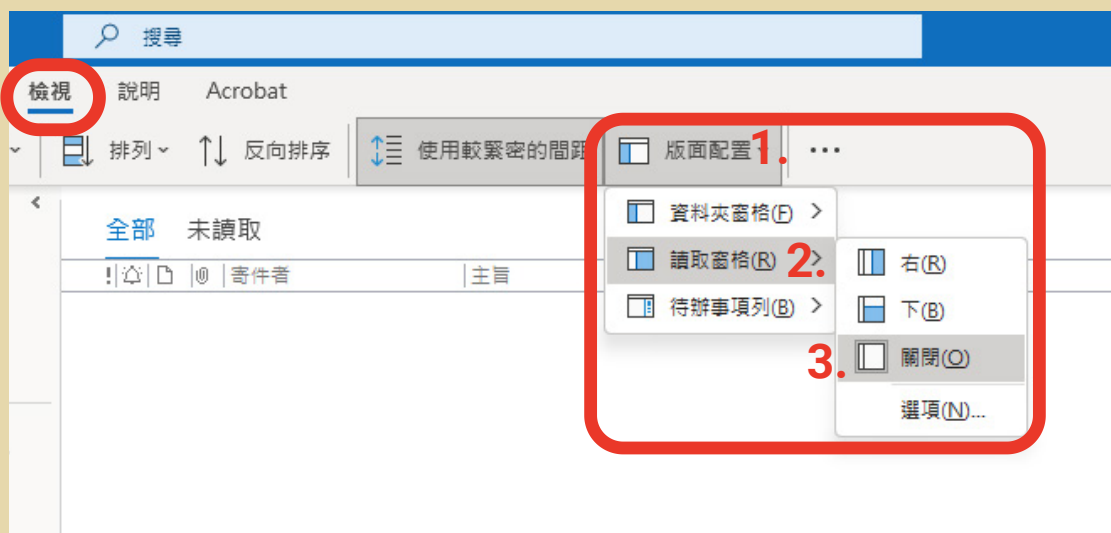 搜尋
檢視 說明 Acrobat
排列 反向排序 使用較緊密的間距 版面配置 1. ...
全部 未讀取
! 寄件者 主旨
資料夾窗格(F)
讀取窗格(R) 2.
待辦事項列(B)
右(R)
下(B)
3. 關閉(O)
選項(N)...